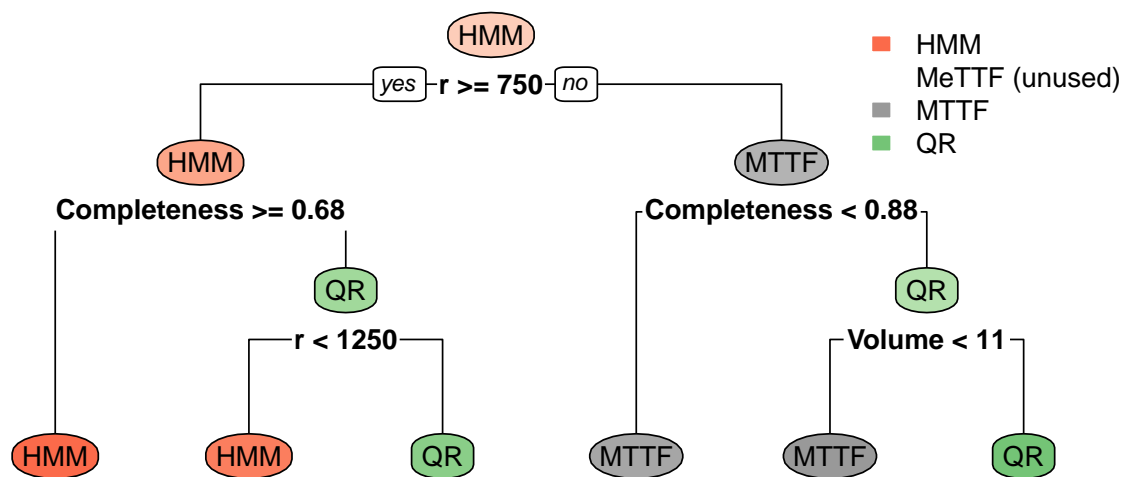 HMM
yes r >= 750 no
HMM
MeTTF (unused)
MTTF
QR
HMM
MTTF
Completeness >= 0.68
Completeness < 0.88
QR
QR
r < 1250
Volume < 11
HMM
HMM
QR
MTTF
MTTF
QR